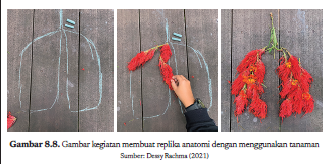 Gambar 8.8. Gambar kegiatan membuat replika anatomi dengan menggunakan tanaman
Sumber: Dessy Rachma (2021)